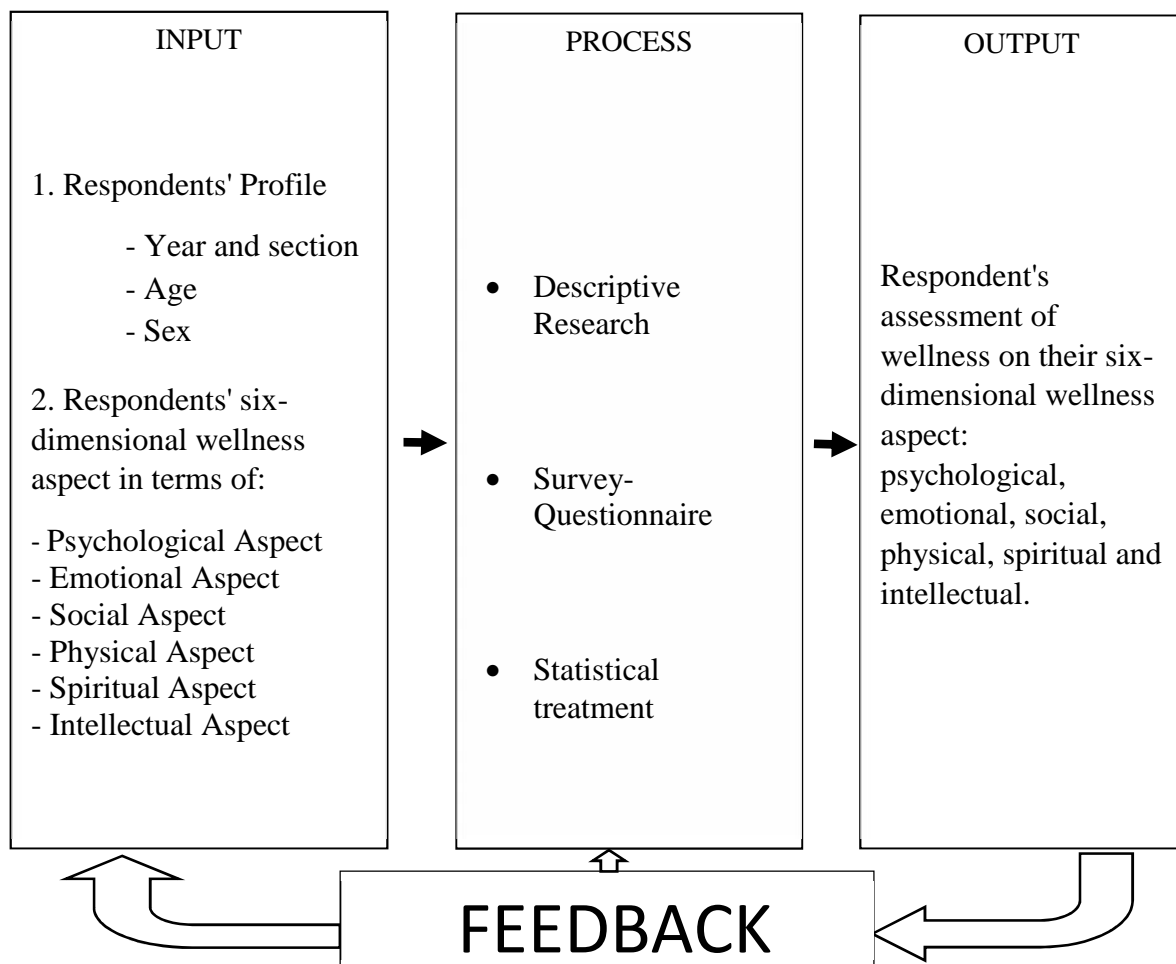 INPUT
1. Respondents' Profile
- Year and section
- Age
- Sex
2. Respondents' six-
dimensional wellness
aspect in terms of:
- Psychological Aspect
- Emotional Aspect
- Social Aspect
- Physical Aspect
- Spiritual Aspect
- Intellectual Aspect
PROCESS
• Descriptive
Research
• Survey-
Questionnaire
• Statistical
treatment
OUTPUT
Respondent's
assessment of
wellness on their six-
dimensional wellness
aspect:
psychological,
emotional, social,
physical, spiritual and
intellectual.
FEEDBACK